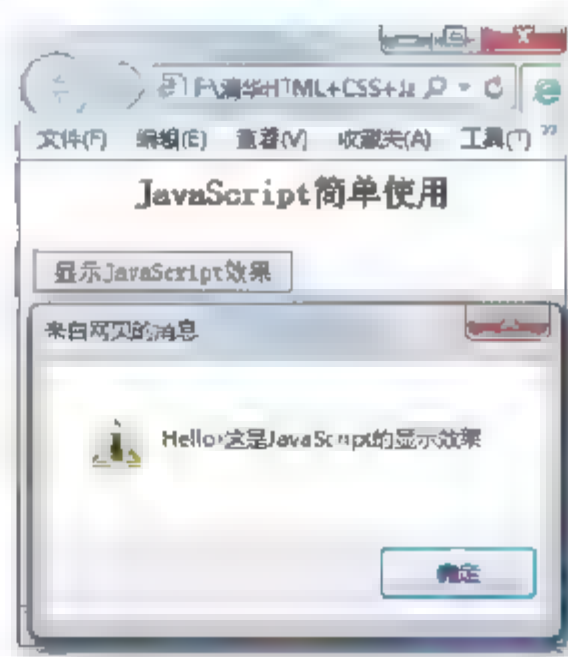 F:\清华HTML+CSS+Ja
文件(F) 编辑(E) 查看(V) 收藏夹(A) 工具(T) »
JavaScript简单使用
显示JavaScript效果
来自网页的消息
Hello!这是JavaScript的显示效果
确定